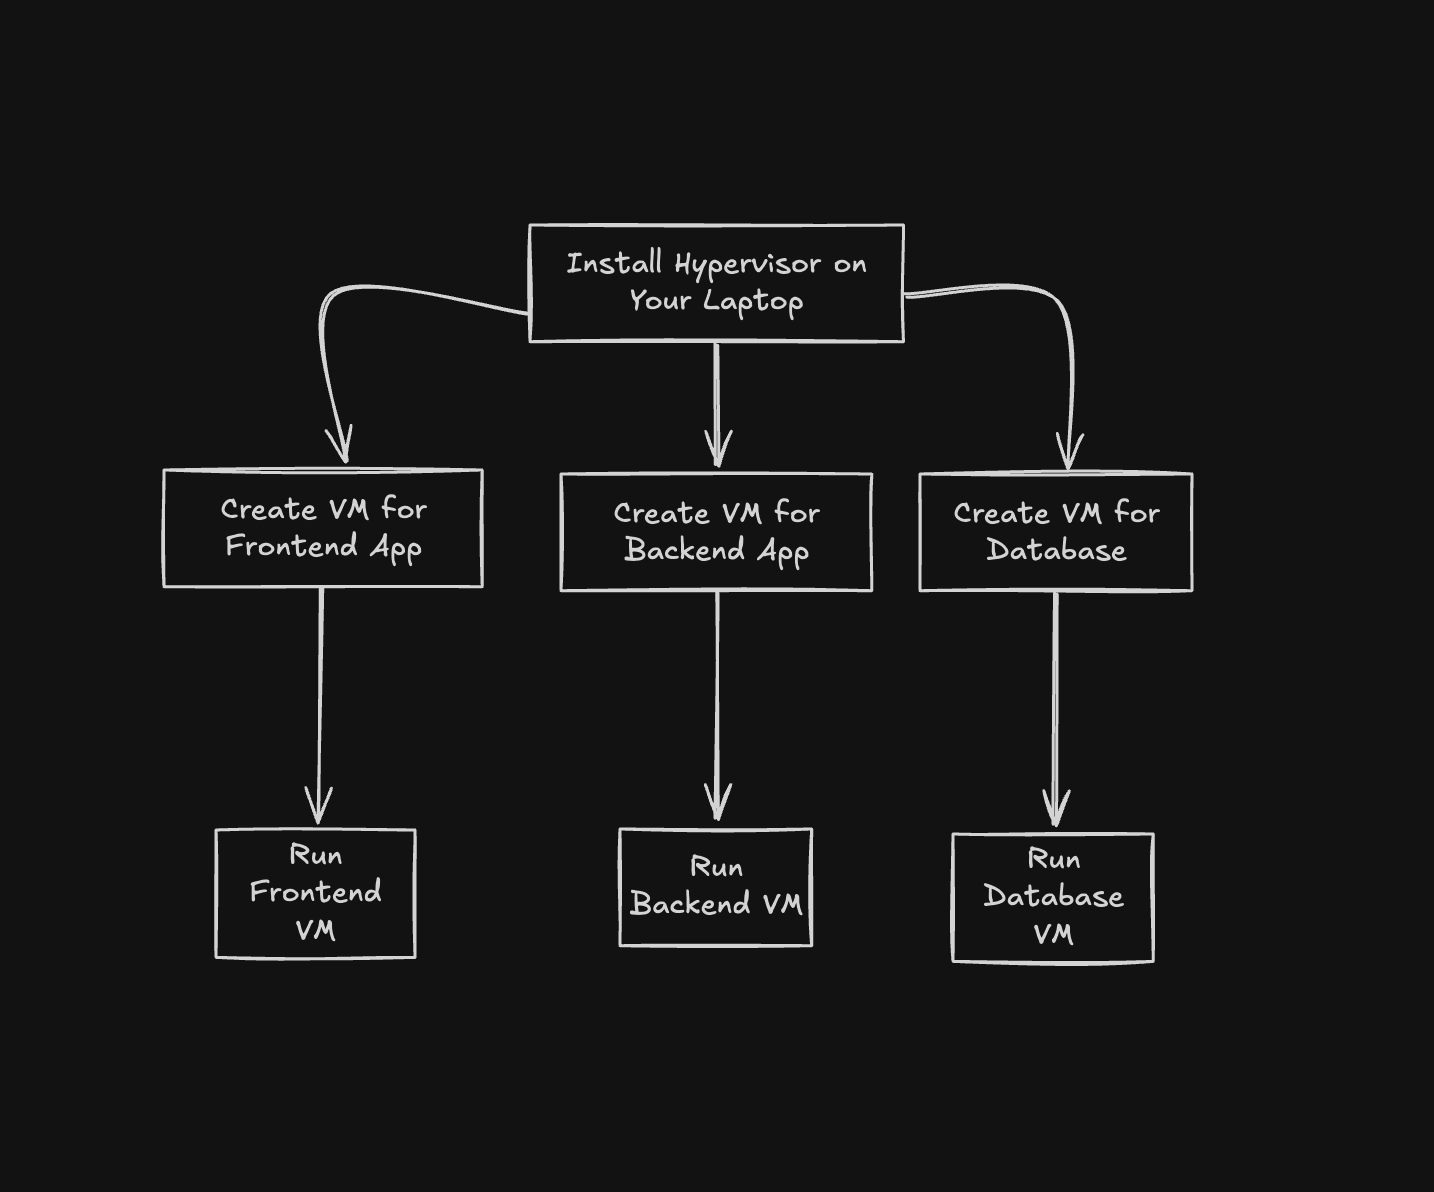 Install Hypervisor on
Your Laptop
Create VM for
Frontend App
Create VM for
Backend App
Create VM for
Database
Run
Frontend
VM
Run
Backend VM
Run
Database
VM